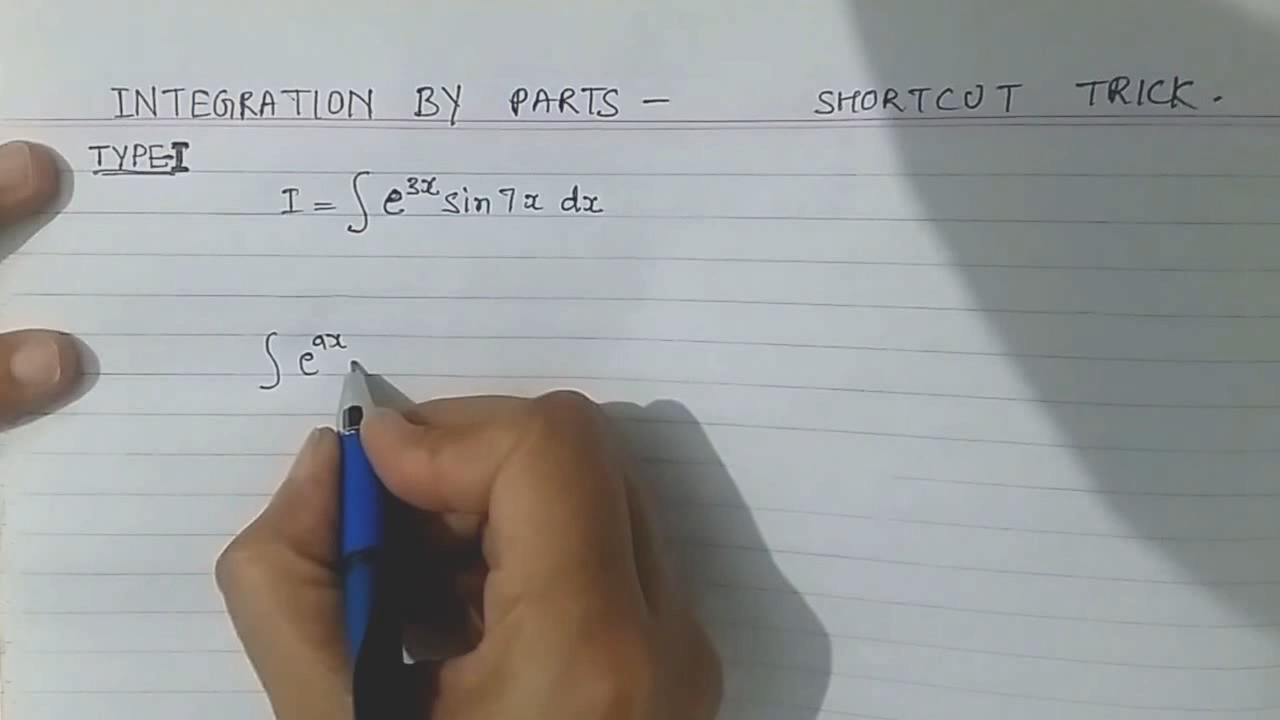 INTEGRATION BY PARTS – SHORTCUT TRICK.
TYPE-I
I = ∫ e^{3x} sin 7x dx
∫ e^{ax}